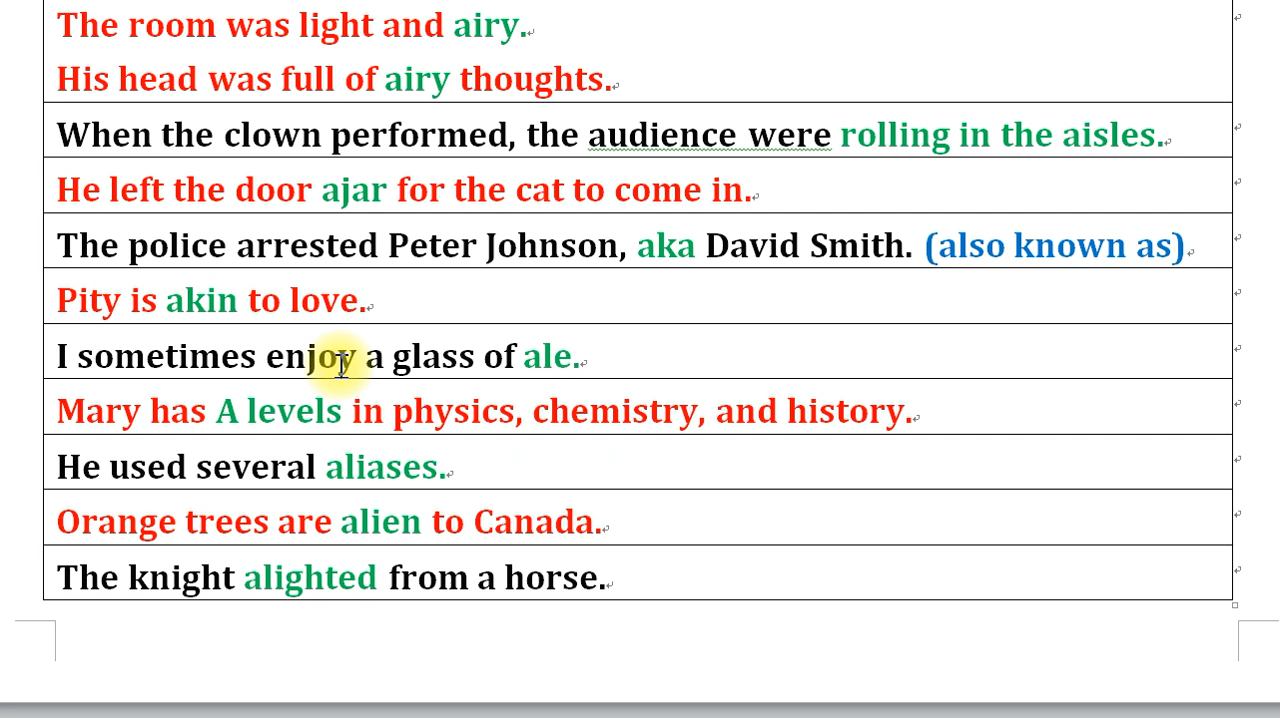 The room was light and airy.
His head was full of airy thoughts.
When the clown performed, the audience were rolling in the aisles.
He left the door ajar for the cat to come in.
The police arrested Peter Johnson, aka David Smith. (also known as)
Pity is akin to love.
I sometimes enjoy a glass of ale.
Mary has A levels in physics, chemistry, and history.
He used several aliases.
Orange trees are alien to Canada.
The knight alighted from a horse.